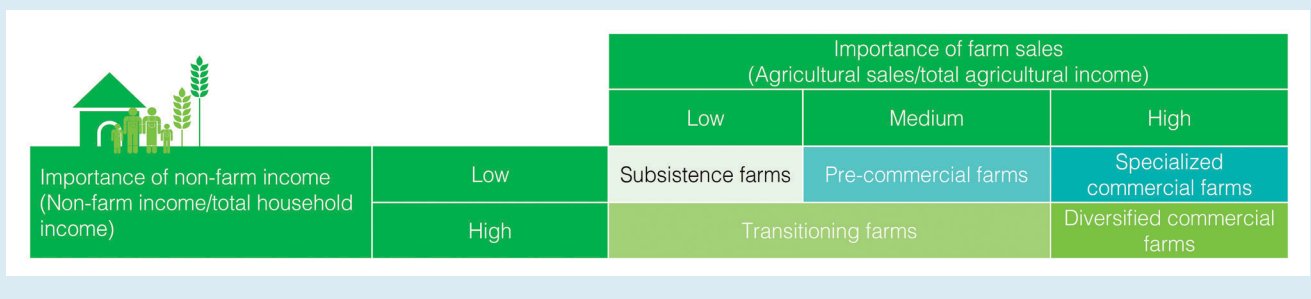 Importance of farm sales
(Agricultural sales/total agricultural income)
Low
Medium
High
Importance of non-farm income
(Non-farm income/total household
income)
Low
Subsistence farms
Pre-commercial farms
Specialized
commercial farms
High
Transitioning farms
Diversified commercial
farms